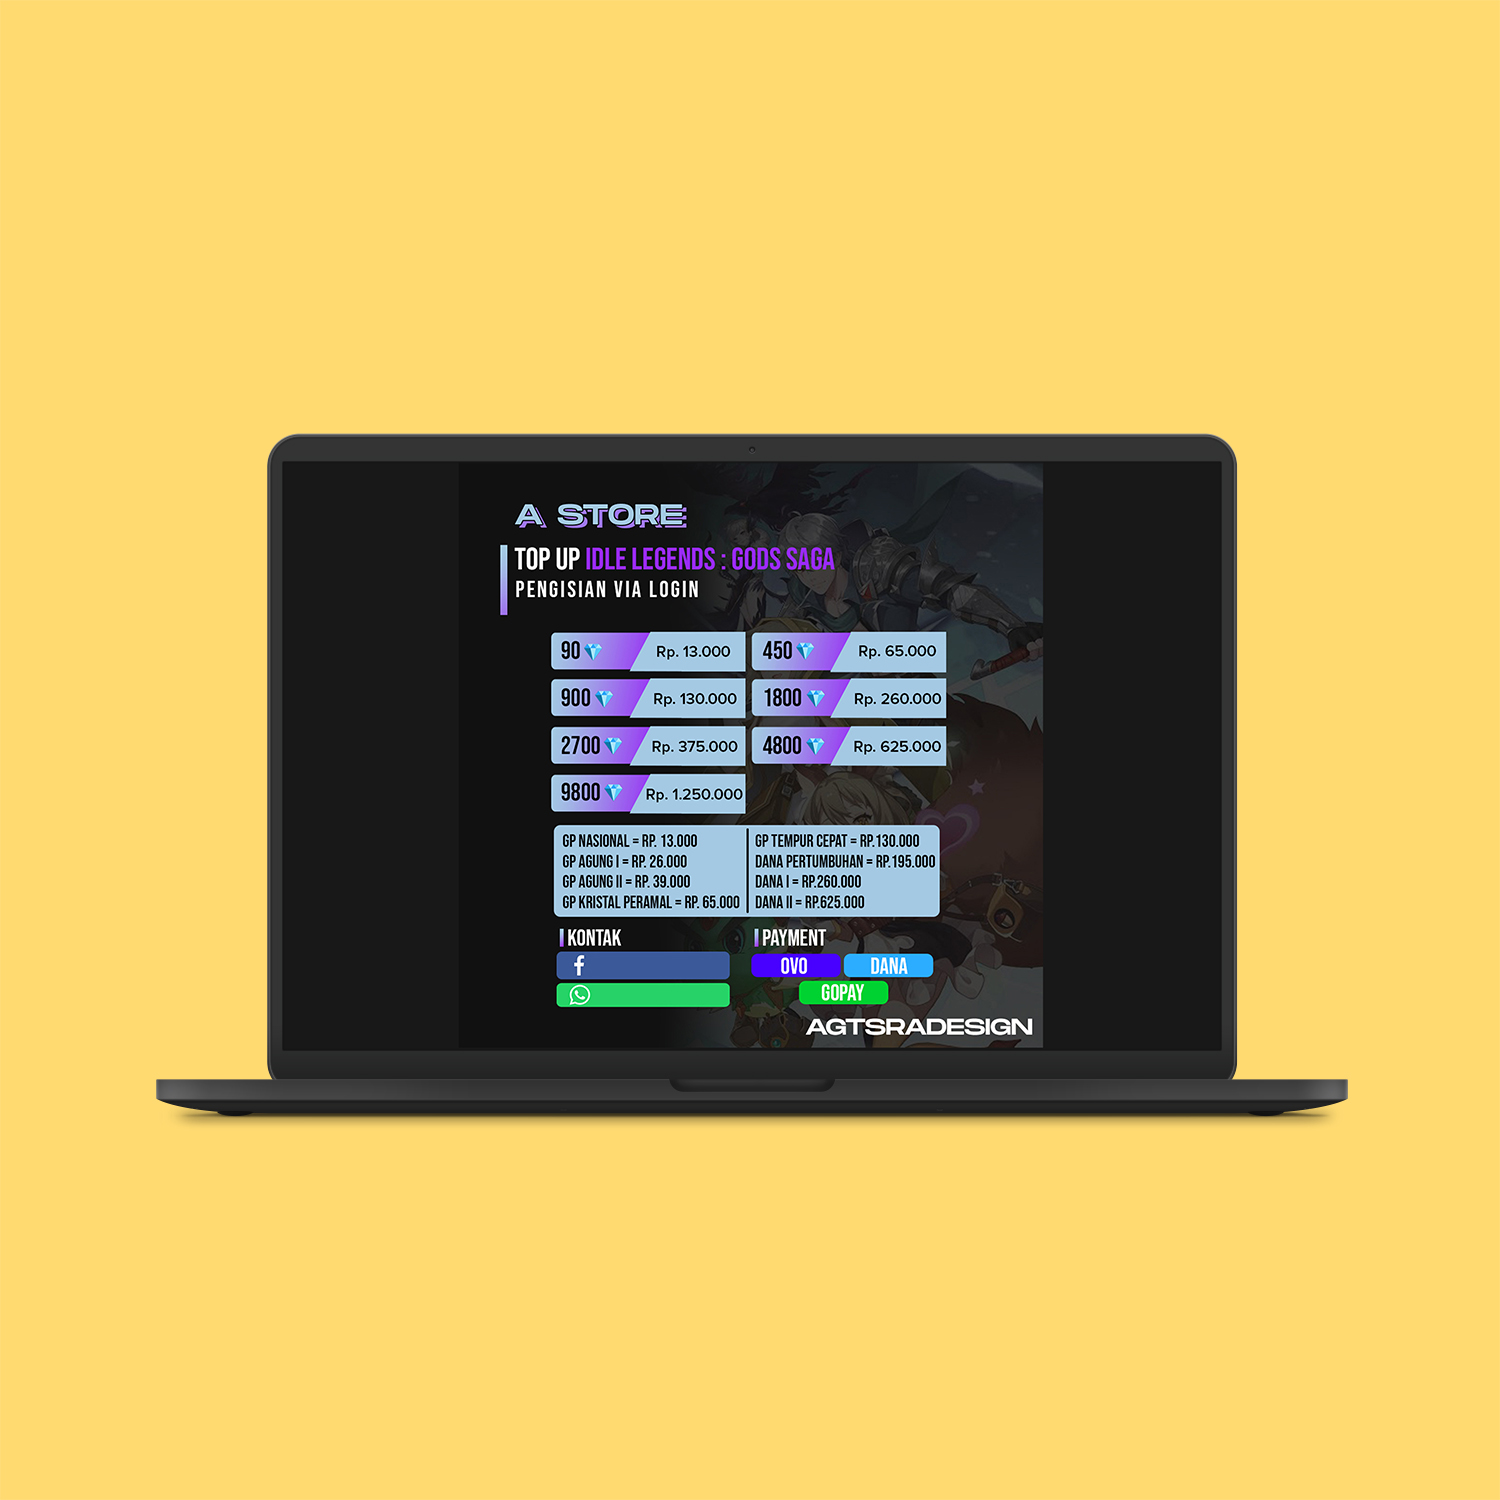 A STORE
TOP UP IDLE LEGENDS : GODS SAGA
PENGISIAN VIA LOGIN
90 Rp. 13.000
450 Rp. 65.000
900 Rp. 130.000
1800 Rp. 260.000
2700 Rp. 375.000
4800 Rp. 625.000
9800 Rp. 1.250.000
GP NASIONAL = RP. 13.000
GP AGUNG I = RP. 26.000
GP AGUNG II = RP. 39.000
GP KRISTAL PERAMAL = RP. 65.000
GP TEMPUR CEPAT = RP.130.000
DANA PERTUMBUHAN = RP.195.000
DANA I = RP.260.000
DANA II = RP.625.000
KONTAK
PAYMENT
OVO
DANA
GOPAY
AGTSRADESIGN